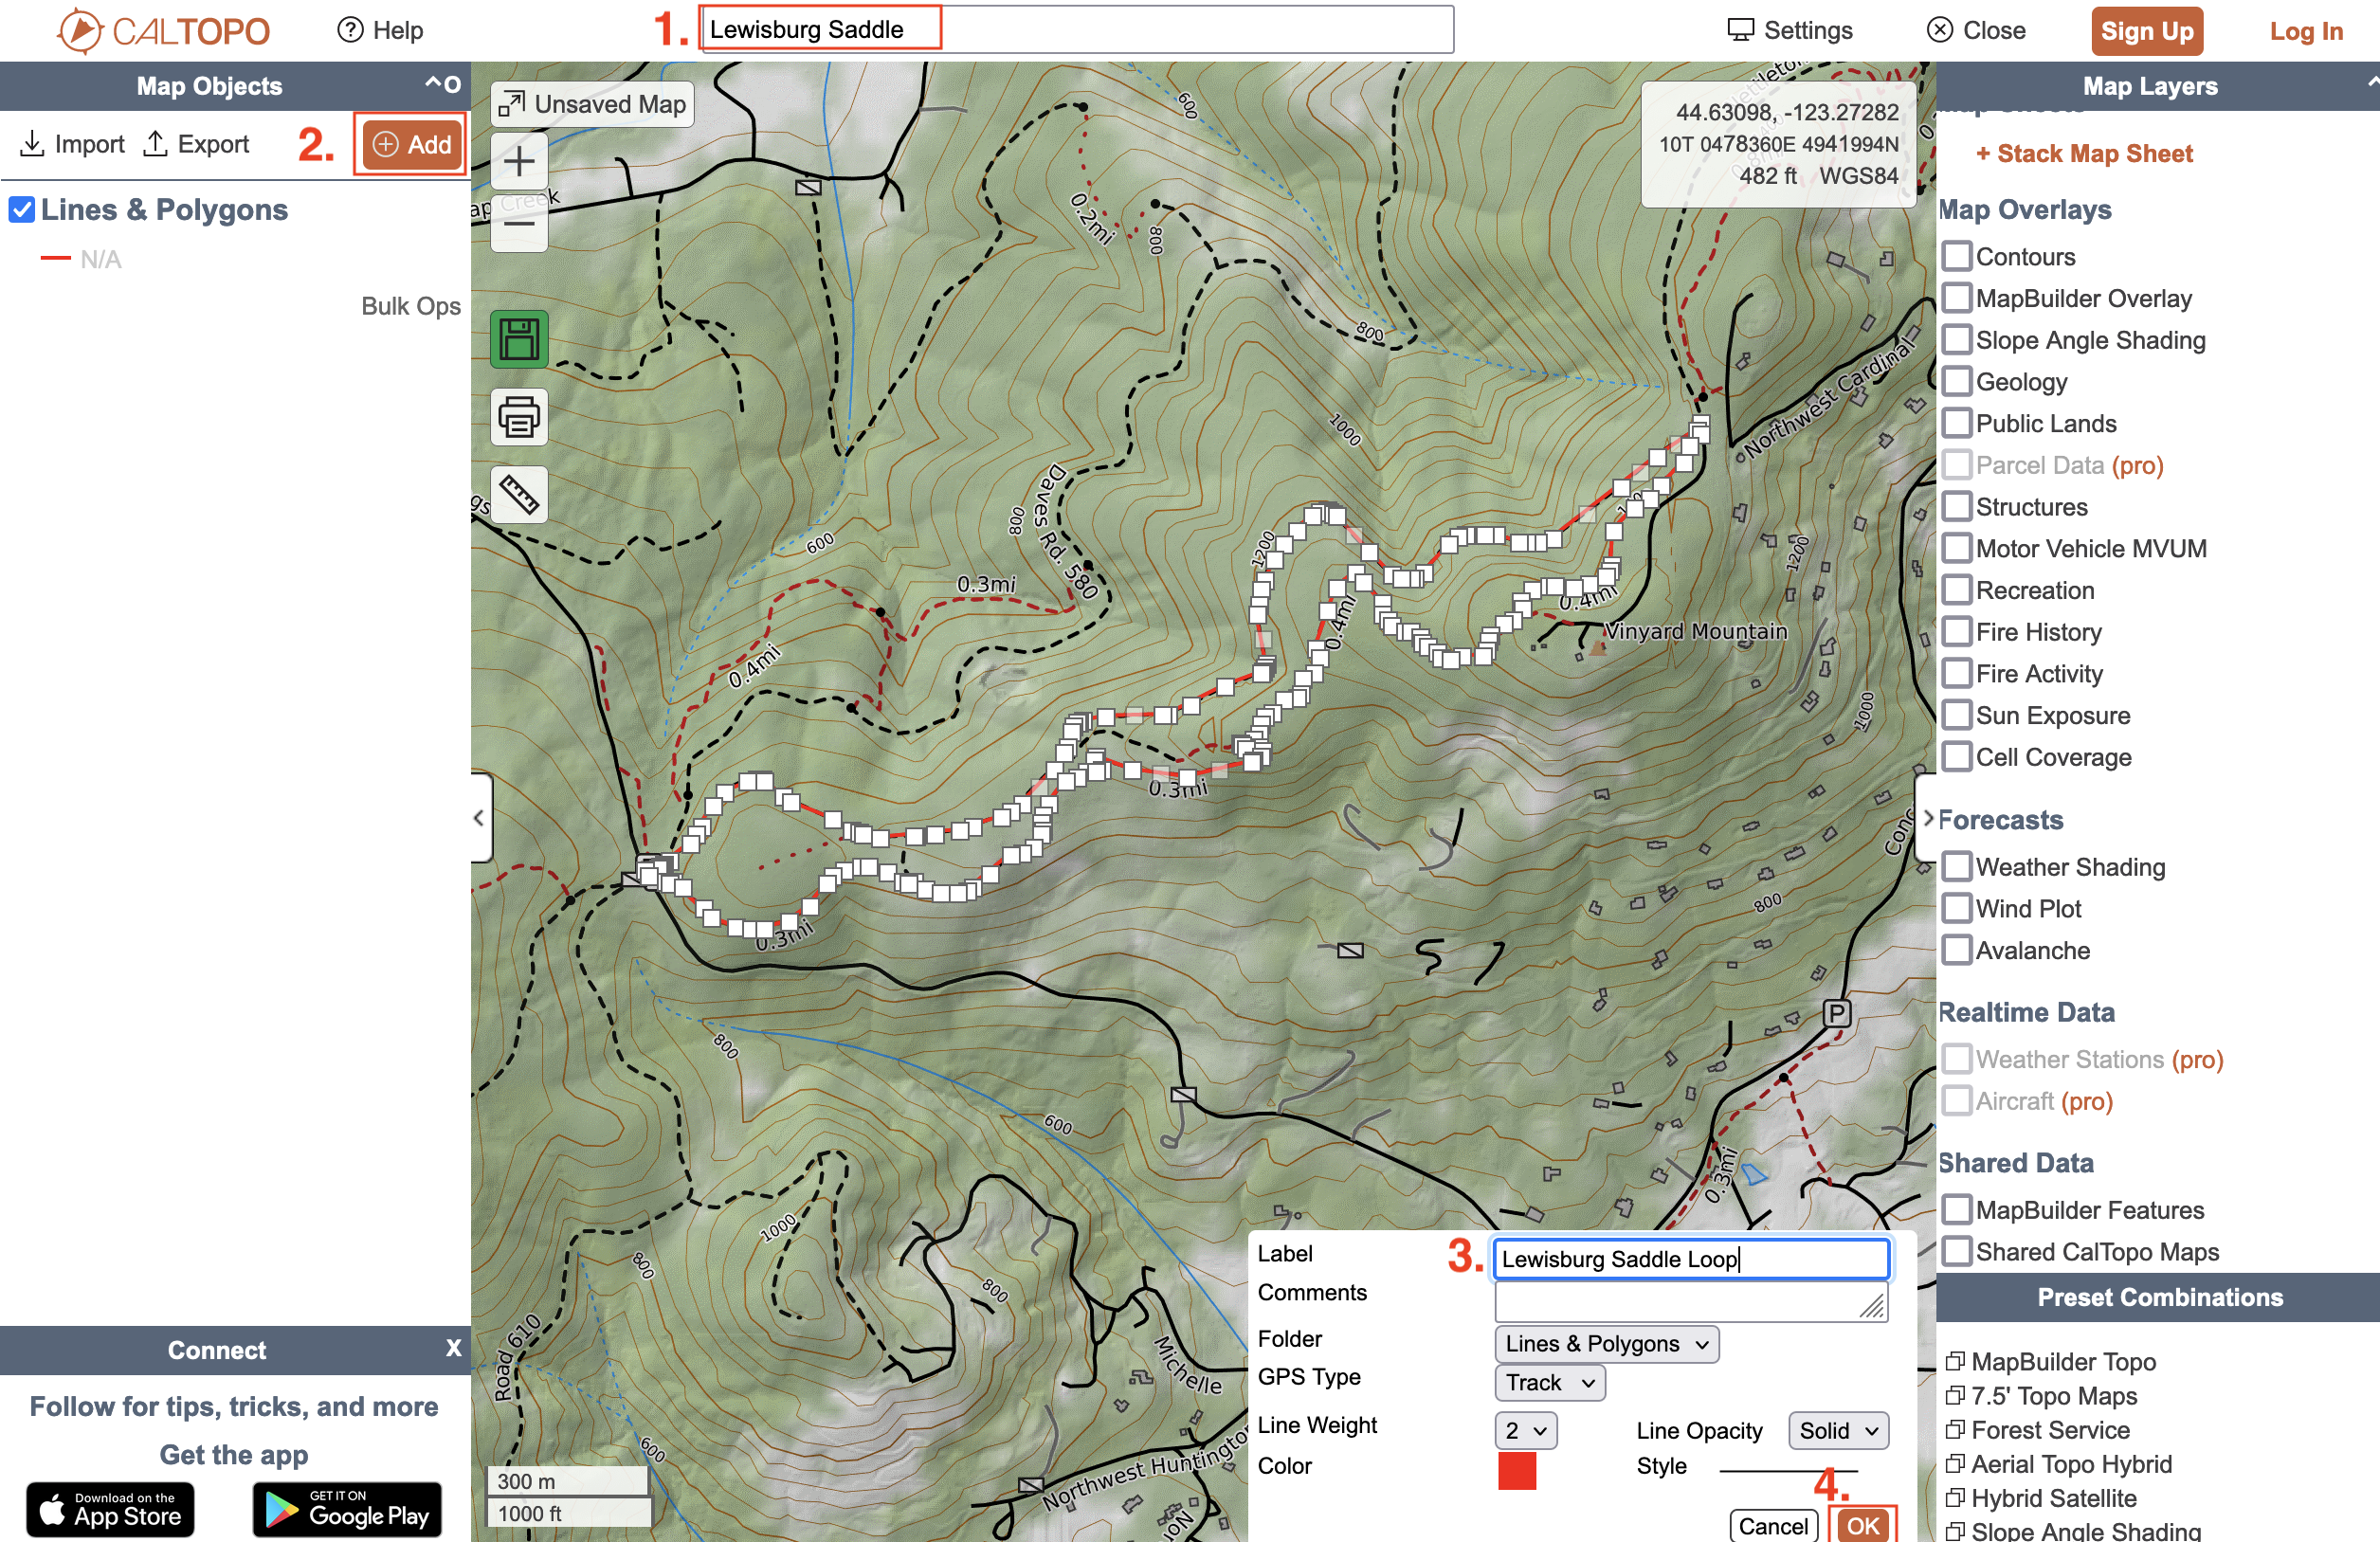 CALTOPO
Help
1.
Lewisburg Saddle
Settings
Close
Sign Up
Log In
Map Objects
^O
Import
Export
2.
Add
Lines & Polygons
N/A
Bulk Ops
Connect
X
Follow for tips, tricks, and more
Get the app
Download on the
App Store
GET IT ON
Google Play
Unsaved Map
+
−
44.63098, -123.27282
10T 0478360E 4941994N
482 ft WGS84
600
0.2mi
800
800
1000
Northwest Cardinal
Daves Rd. 580
800
600
0.3mi
1200
0.4mi
0.4mi
0.4mi
Vinyard Mountain
1200
1000
0.3mi
0.3mi
800
P
800
600
0.3mi
1000
800
800
Road 610
Michelle
600
Northwest Huntingto
300 m
1000 ft
Label
3.
Lewisburg Saddle Loop
Comments
Folder
Lines & Polygons
GPS Type
Track
Line Weight
2
Line Opacity
Solid
Color
Style
4.
Cancel
OK
Map Layers
+ Stack Map Sheet
Map Overlays
Contours
MapBuilder Overlay
Slope Angle Shading
Geology
Public Lands
Parcel Data (pro)
Structures
Motor Vehicle MVUM
Recreation
Fire History
Fire Activity
Sun Exposure
Cell Coverage
Forecasts
Weather Shading
Wind Plot
Avalanche
Realtime Data
Weather Stations (pro)
Aircraft (pro)
Shared Data
MapBuilder Features
Shared CalTopo Maps
Preset Combinations
MapBuilder Topo
7.5' Topo Maps
Forest Service
Aerial Topo Hybrid
Hybrid Satellite
Slope Angle Shading